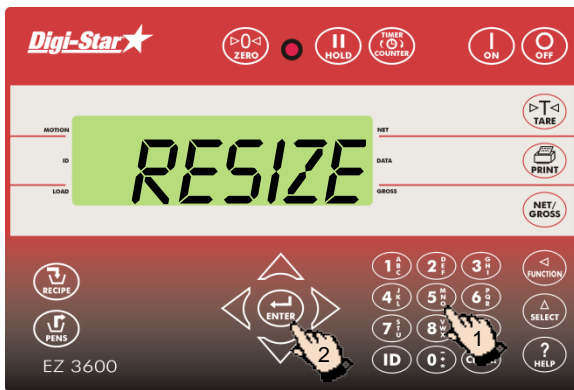 Digi-Star
0
ZERO
HOLD
TIMER
COUNTER
ON
OFF
T
TARE
MOTION
NET
ID
RESIZE
DATA
PRINT
LOAD
GROSS
NET/
GROSS
RECIPE
ENTER
1 A B C
2 D E F
3 G H I
FUNCTION
4 J K L
5 M N O
6 P Q R
SELECT
PENS
7 S T U
8 V W X
1
2
ID
0
?
HELP
EZ 3600